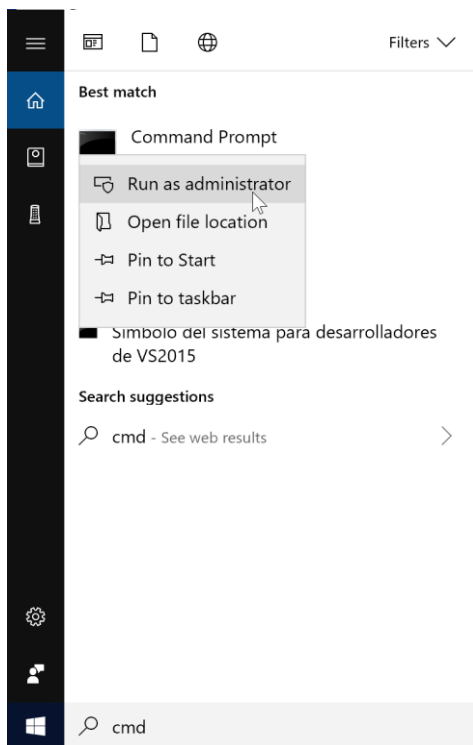 Filters
Best match
Command Prompt
Run as administrator
Open file location
Pin to Start
Pin to taskbar
Símbolo del sistema para desarrolladores
de VS2015
Search suggestions
cmd - See web results
cmd